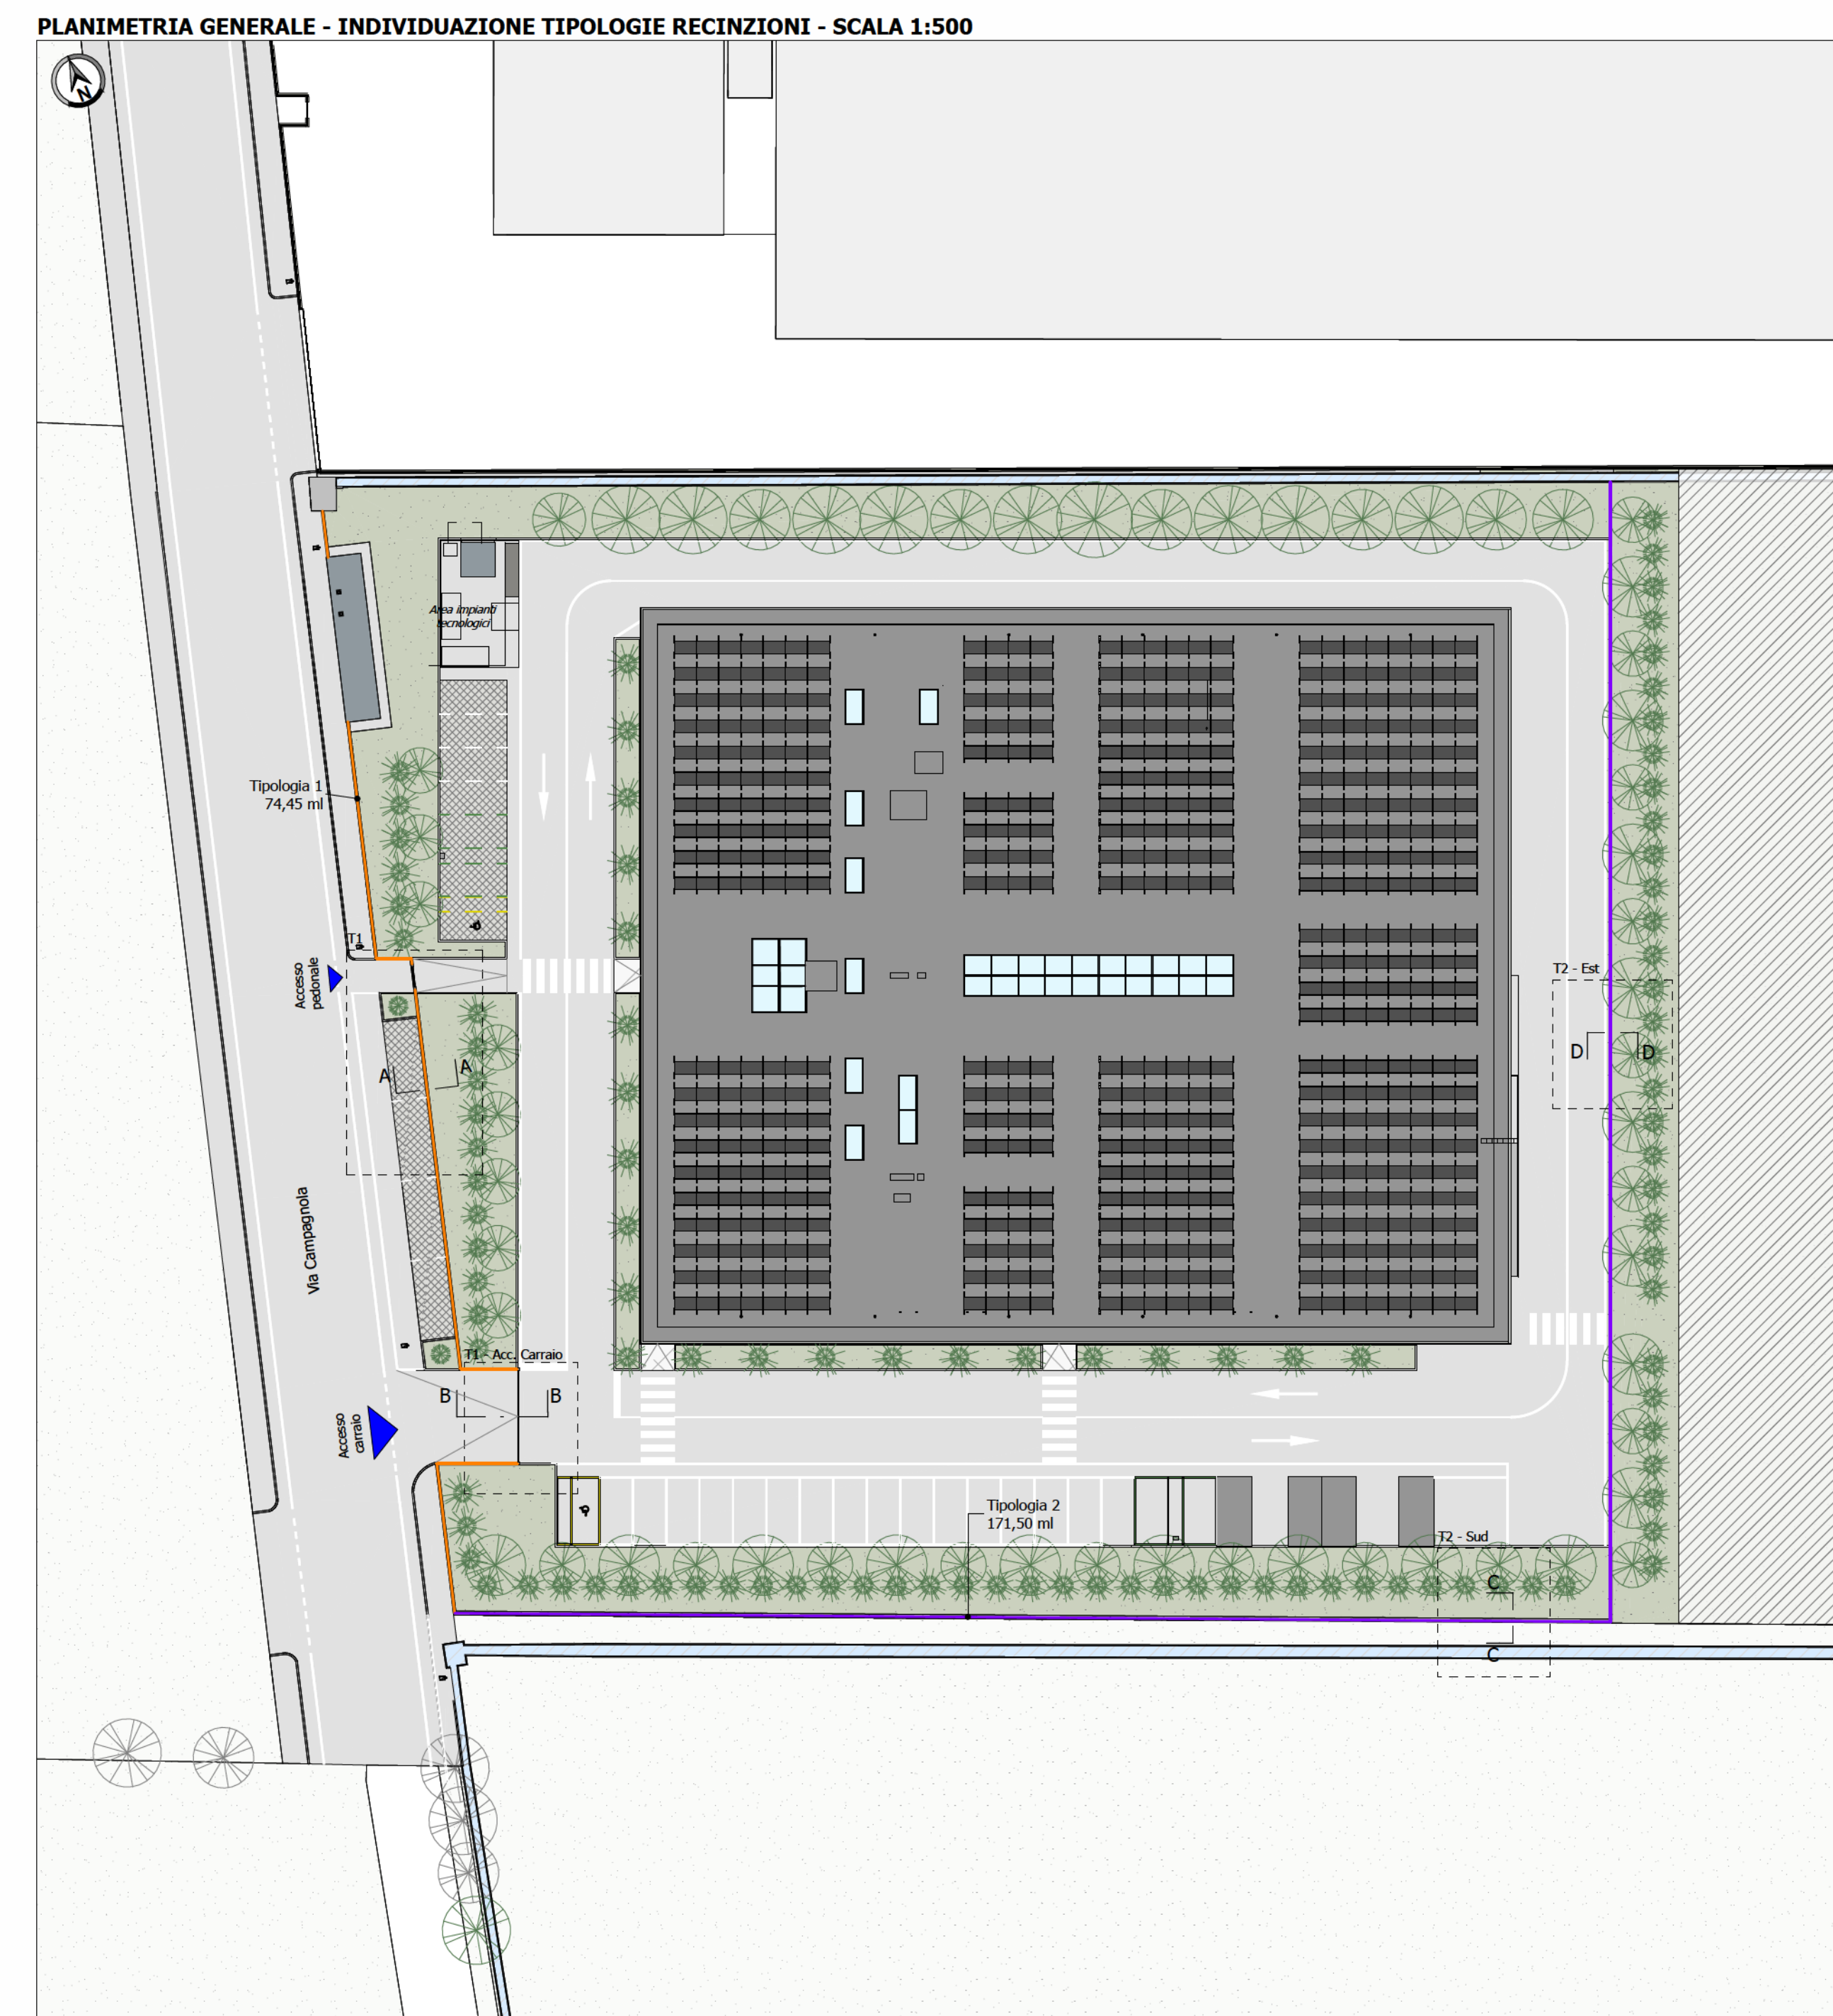 PLANIMETRIA GENERALE - INDIVIDUAZIONE TIPOLOGIE RECINZIONI - SCALA 1:500
N
Area impianti
tecnologici
Tipologia 1
74,45 ml
T1
Accesso
pedonale
T2 - Est
D
D
A
A
Via Campagnola
T1 - Acc. Carraio
B
B
Accesso
carraio
Tipologia 2
171,50 ml
T2 - Sud
C
C